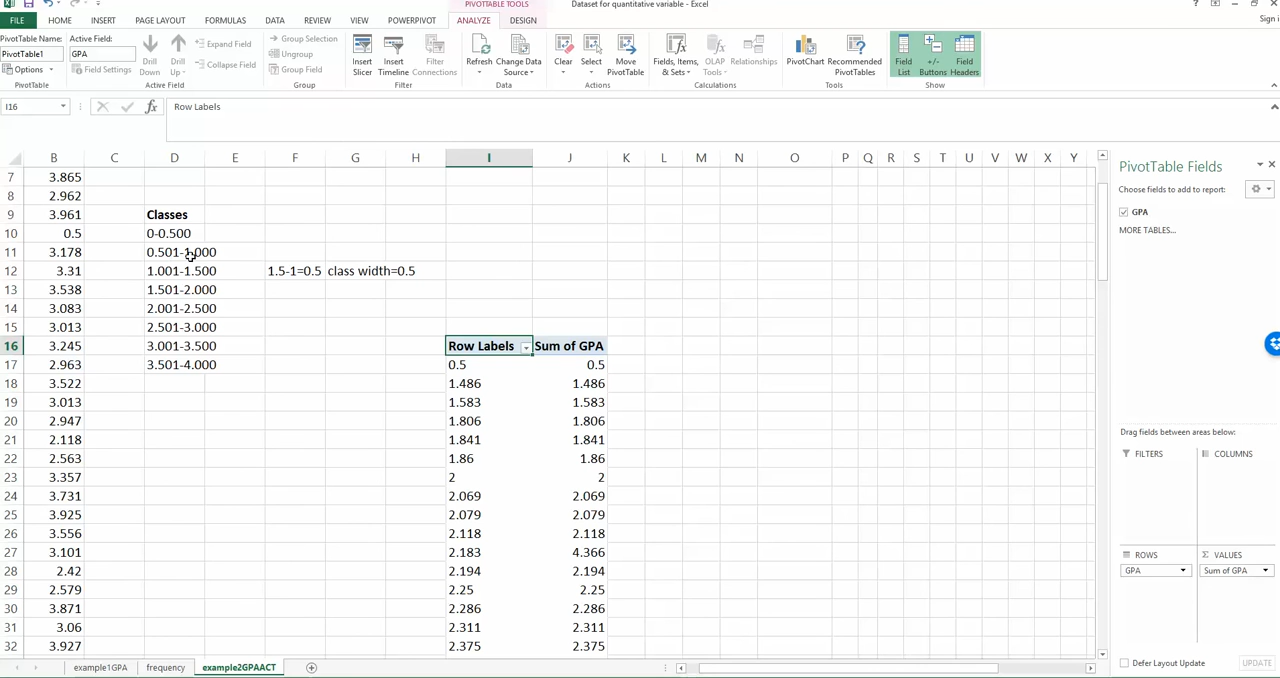 PIVOTTABLE TOOLS
Dataset for quantitative variable - Excel
?
FILE HOME INSERT PAGE LAYOUT FORMULAS DATA REVIEW VIEW POWERPIVOT ANALYZE DESIGN
Sign i
PivotTable Name:
PivotTable1
Options
PivotTable
Active Field:
GPA
Field Settings
Drill Down
Drill Up
Expand Field
Collapse Field
Active Field
Group Selection
Ungroup
Group Field
Group
Insert Slicer
Insert Timeline
Filter Connections
Filter
Refresh
Change Data Source
Data
Clear
Select
Move PivotTable
Actions
Fields, Items, & Sets
OLAP Tools
Relationships
Calculations
PivotChart
Recommended PivotTables
Tools
Field List
+/- Buttons
Field Headers
Show
I16
fx
Row Labels
B C D E F G H I J K L M N O P Q R S T U V W X Y
7 3.865
8 2.962
9 3.961 Classes
10 0.5 0-0.500
11 3.178 0.501-1.000
12 3.31 1.001-1.500 1.5-1=0.5 class width=0.5
13 3.538 1.501-2.000
14 3.083 2.001-2.500
15 3.013 2.501-3.000
16 3.245 3.001-3.500 Row Labels Sum of GPA
17 2.963 3.501-4.000 0.5 0.5
18 3.522 1.486 1.486
19 3.013 1.583 1.583
20 2.947 1.806 1.806
21 2.118 1.841 1.841
22 2.563 1.86 1.86
23 3.357 2 2
24 3.731 2.069 2.069
25 3.925 2.079 2.079
26 3.556 2.118 2.118
27 3.101 2.183 4.366
28 2.42 2.194 2.194
29 2.579 2.25 2.25
30 3.871 2.286 2.286
31 3.06 2.311 2.311
32 3.927 2.375 2.375
PivotTable Fields
Choose fields to add to report:
GPA
MORE TABLES...
Drag fields between areas below:
FILTERS
COLUMNS
ROWS
GPA
Σ VALUES
Sum of GPA
Defer Layout Update
UPDATE
example1GPA frequency example2GPAACT